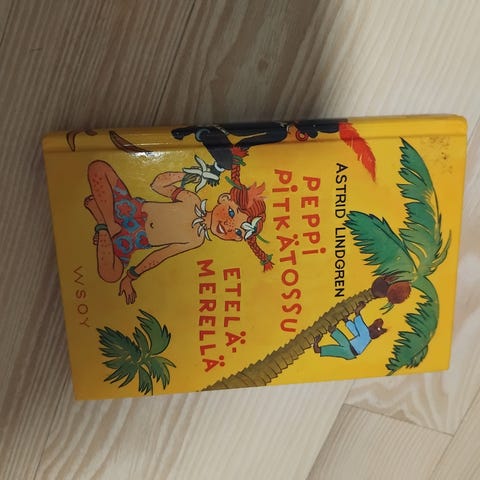 ASTRID LINDGREN
PEPPI
PITKÄTOSSU
ETELÄ-
MERELLÄ
WSOY